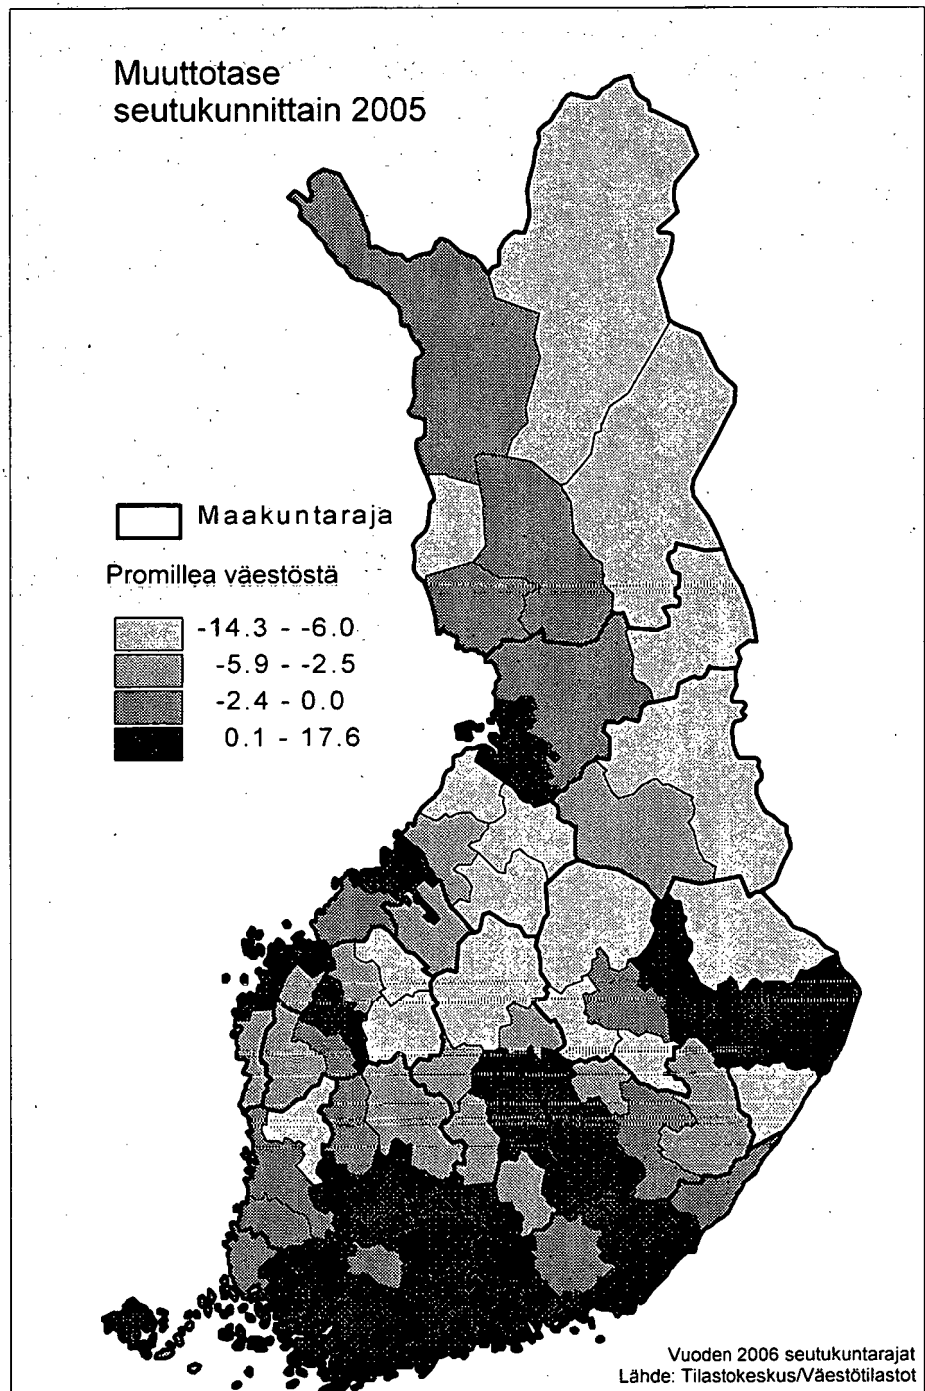 Muuttotase
seutukunnittain 2005
Maakuntaraja
Promillea väestöstä
-14.3 - -6.0
-5.9 - -2.5
-2.4 - 0.0
0.1 - 17.6
Vuoden 2006 seutukuntarajat
Lähde: Tilastokeskus/Väestötilastot